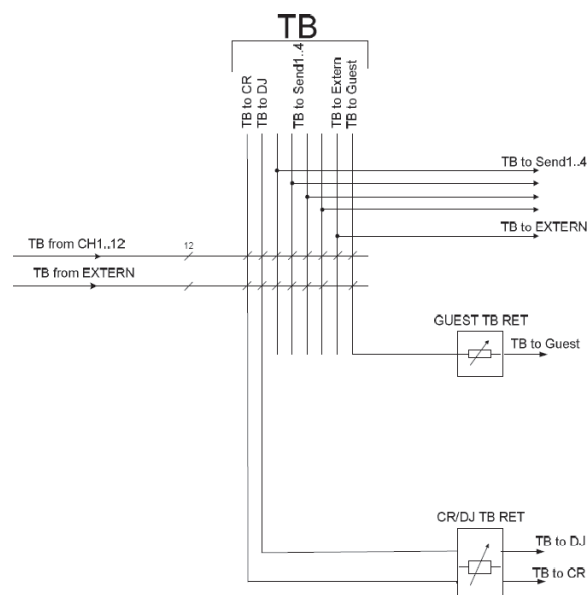 TB
TB to CR
TB to DJ
TB to Send1..4
TB to Extern
TB to Guest
TB to Send1..4
TB to EXTERN
TB from CH1..12
12
TB from EXTERN
GUEST TB RET
TB to Guest
CR/DJ TB RET
TB to DJ
TB to CR